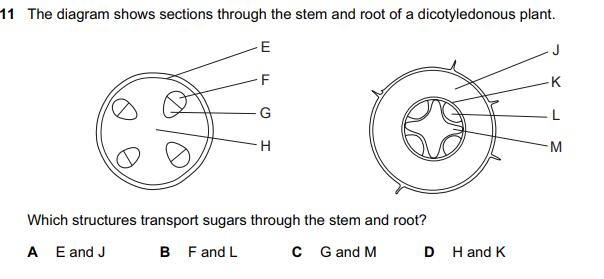 11 The diagram shows sections through the stem and root of a dicotyledonous plant.
E
F
G
H
J
K
L
M
Which structures transport sugars through the stem and root?
A E and J B F and L C G and M D H and K